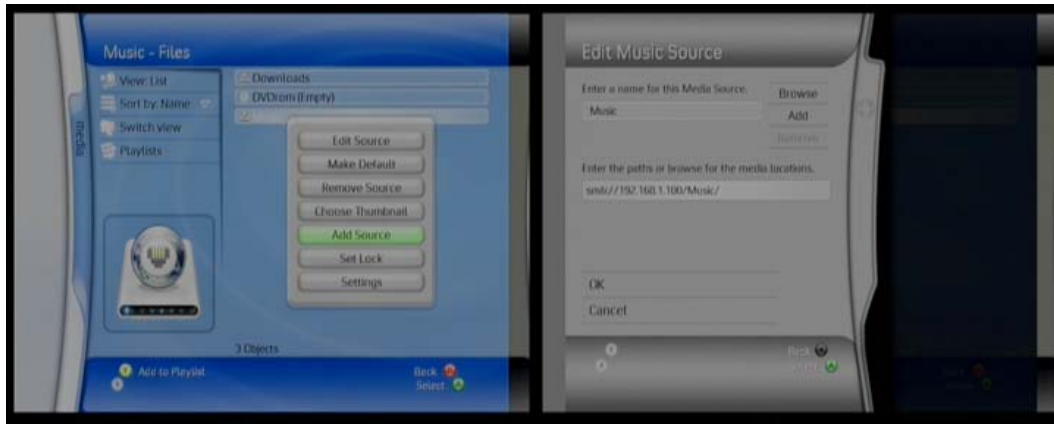 Music - Files
media
View: List
Sort by: Name
Switch view
Playlists
Downloads
DVDrom (Empty)
Edit Source
Make Default
Remove Source
Choose Thumbnail
Add Source
Set Lock
Settings
3 Objects
Y Add to Playlist
X
Back B
Select A
Edit Music Source
Enter a name for this Media Source.
Music
Browse
Add
Remove
Enter the paths or browse for the media locations.
smb://192.168.1.100/Music/
OK
Cancel
Back
Select A